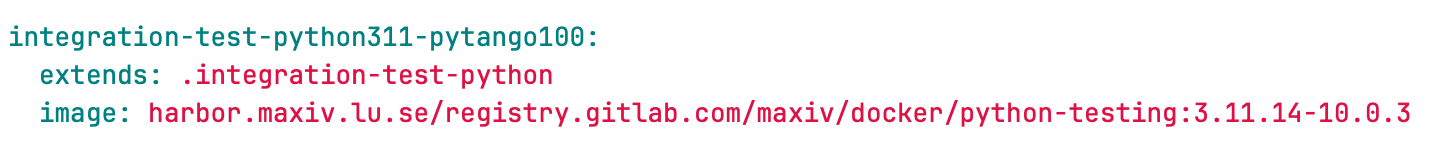 integration-test-python311-pytango100:
  extends: .integration-test-python
  image: harbor.maxiv.lu.se/registry.gitlab.com/maxiv/docker/python-testing:3.11.14-10.0.3